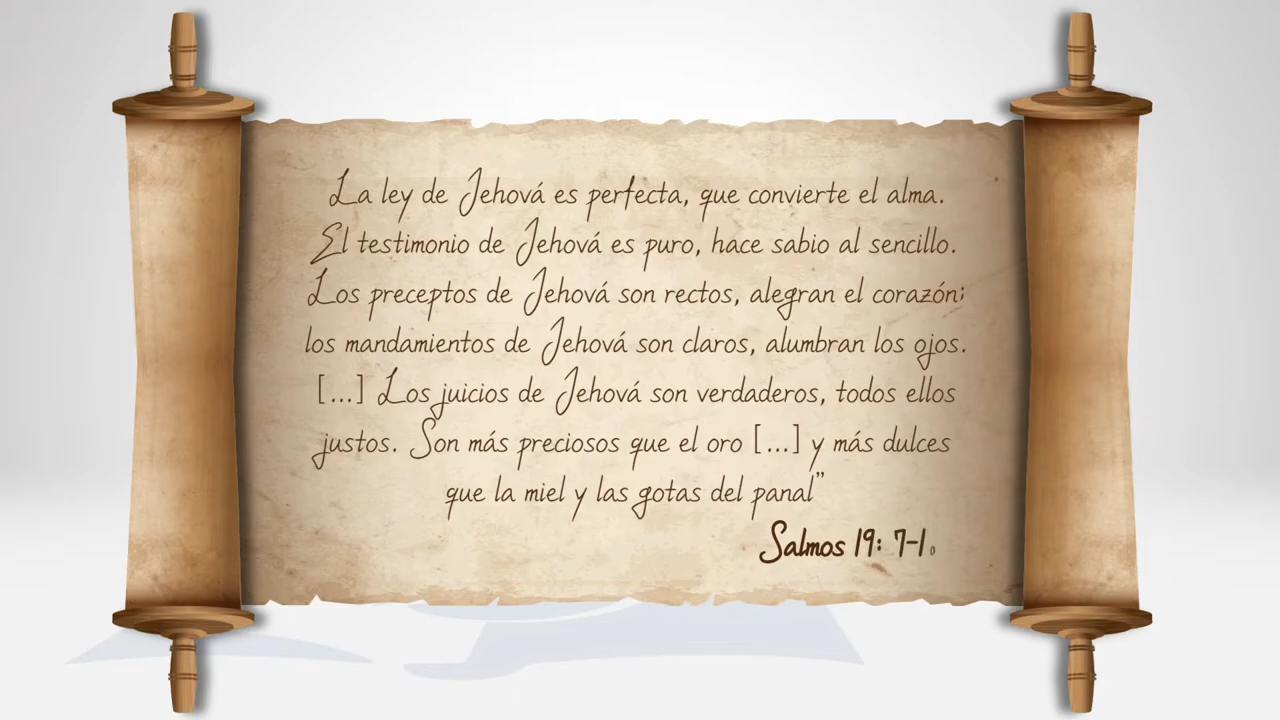 La ley de Jehová es perfecta, que convierte el alma.
El testimonio de Jehová es puro, hace sabio al sencillo.
Los preceptos de Jehová son rectos, alegran el corazón;
los mandamientos de Jehová son claros, alumbran los ojos.
[...] Los juicios de Jehová son verdaderos, todos ellos
justos. Son más preciosos que el oro [...] y más dulces
que la miel y las gotas del panal”
Salmos 19: 7-1